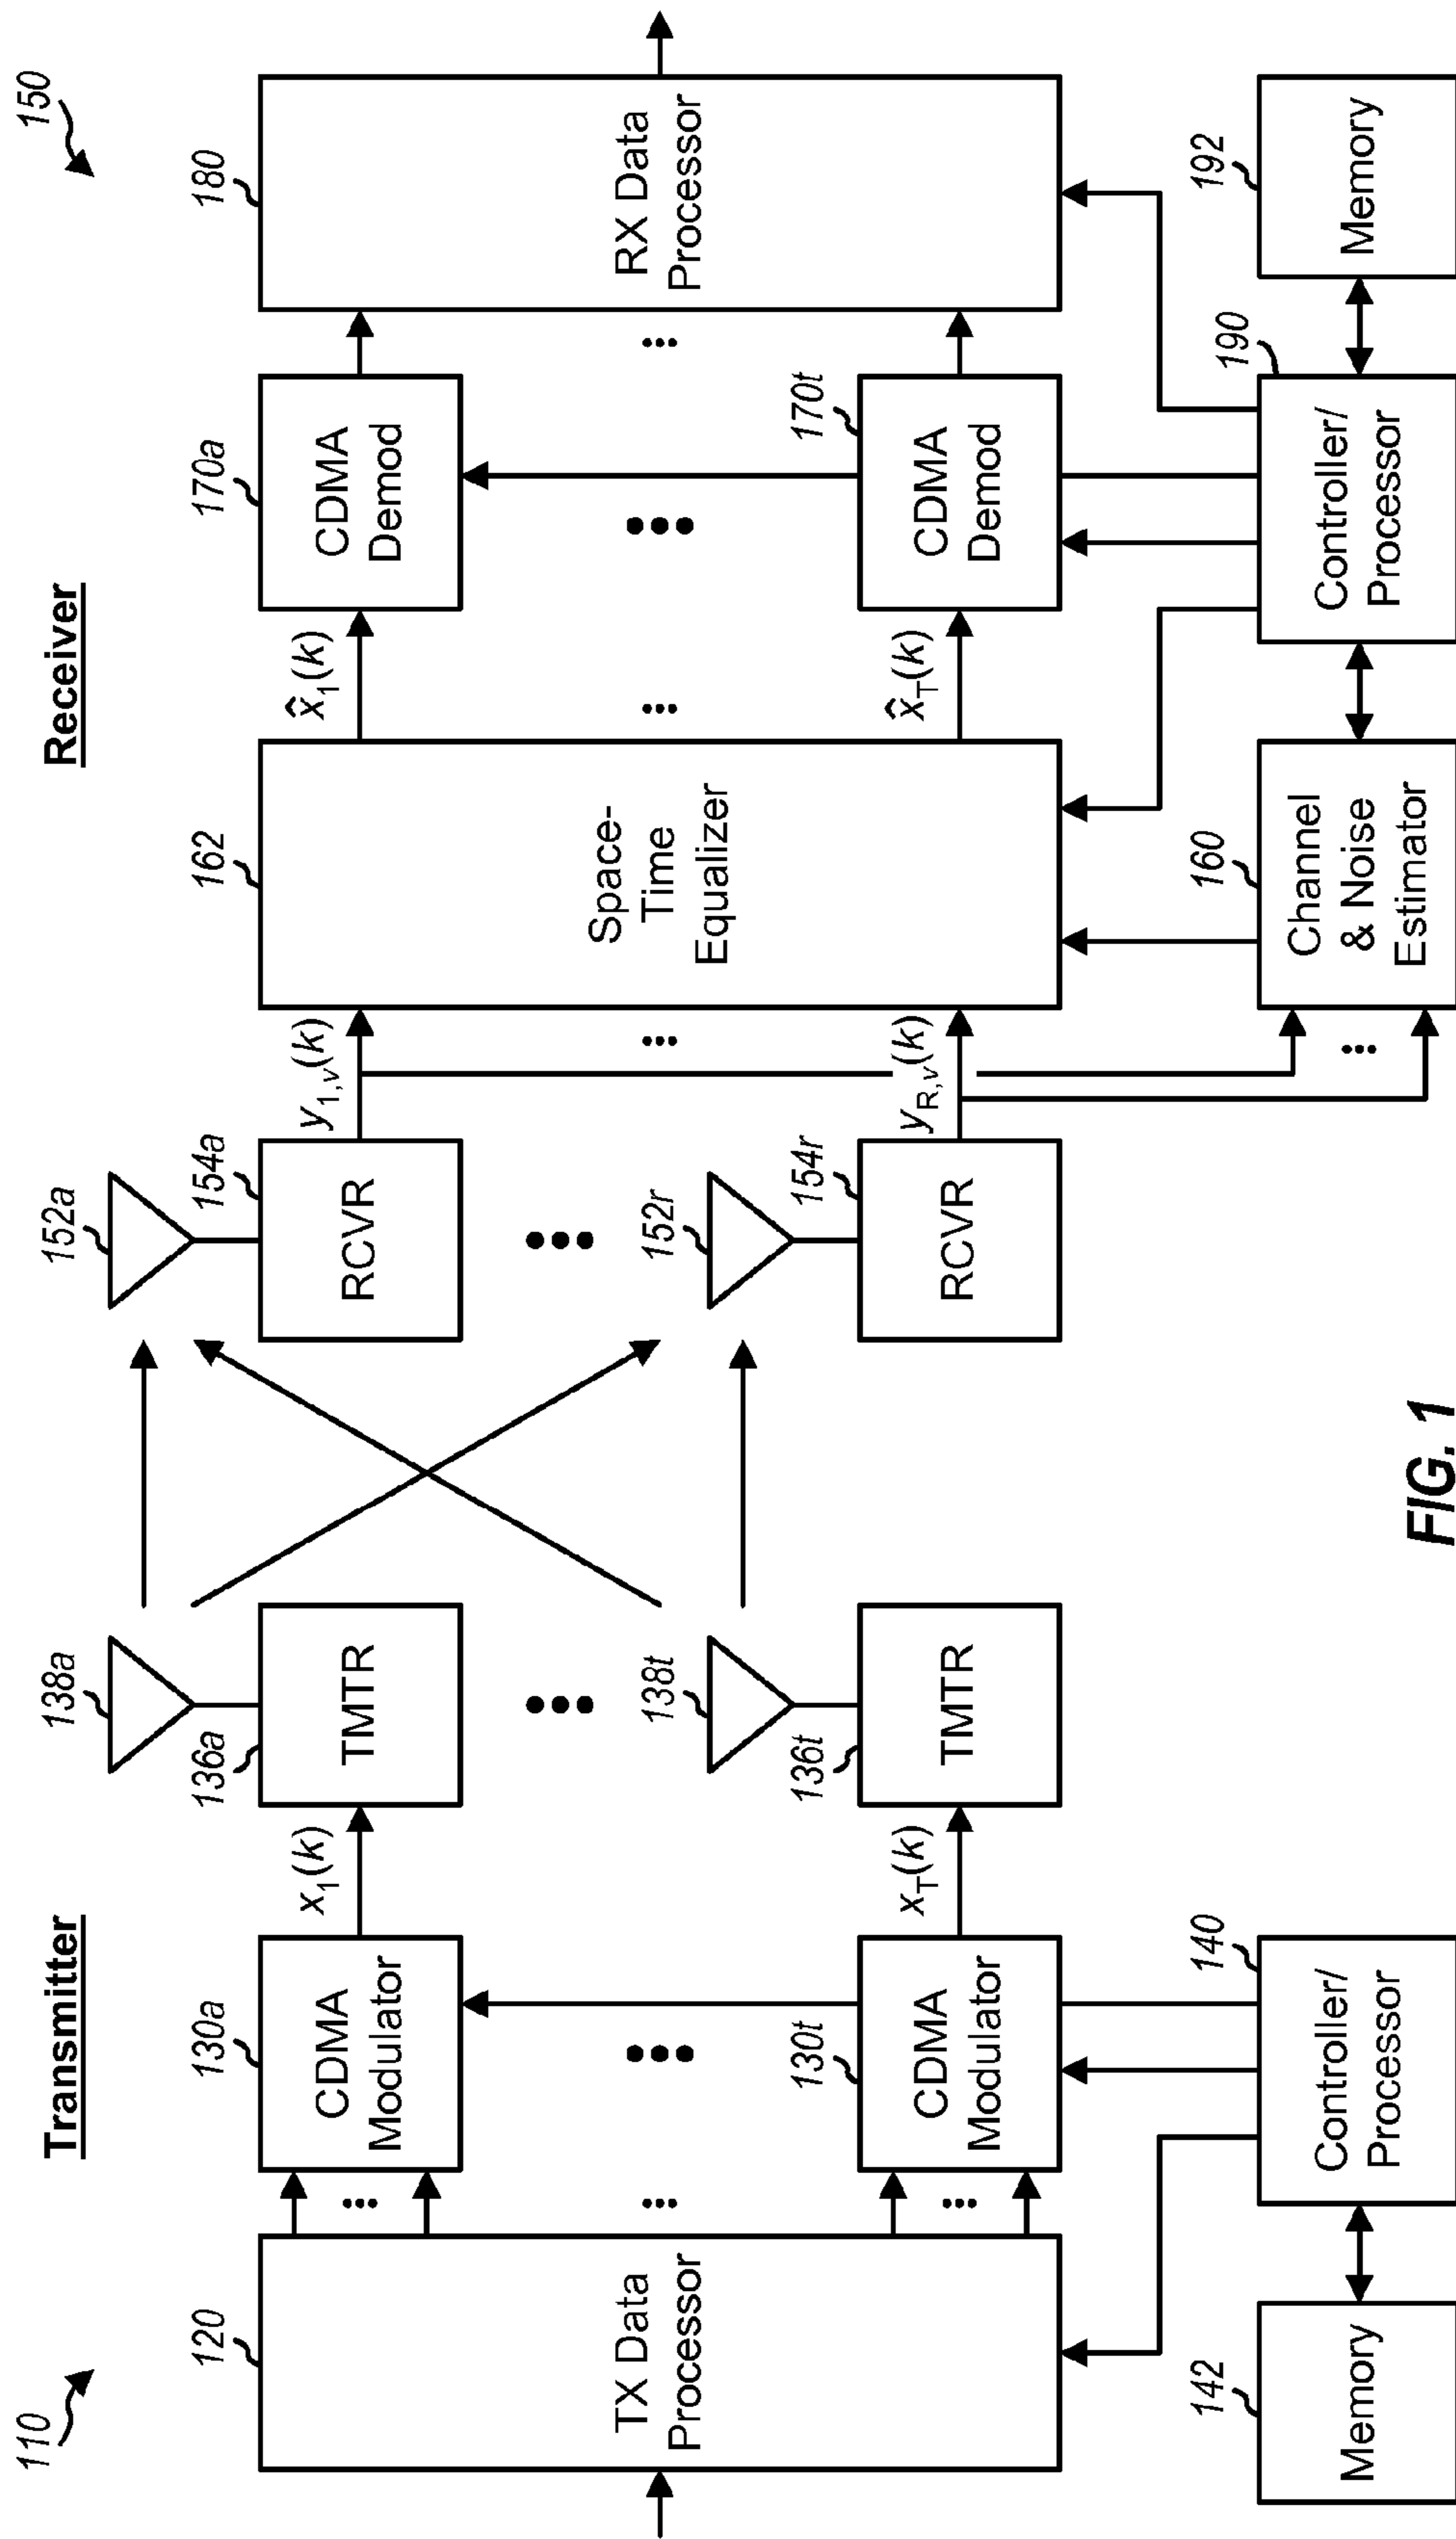 110
Transmitter
120
TX Data
Processor
130a
CDMA
Modulator
x1(k)
136a
TMTR
138a
130t
CDMA
Modulator
xT(k)
136t
TMTR
138t
142
Memory
140
Controller/
Processor
Receiver
150
152a
154a
RCVR
y1,v(k)
152r
154r
RCVR
yR,v(k)
162
Space-
Time
Equalizer
x̂1(k)
x̂T(k)
170a
CDMA
Demod
170t
CDMA
Demod
180
RX Data
Processor
160
Channel
& Noise
Estimator
190
Controller/
Processor
192
Memory
FIG. 1